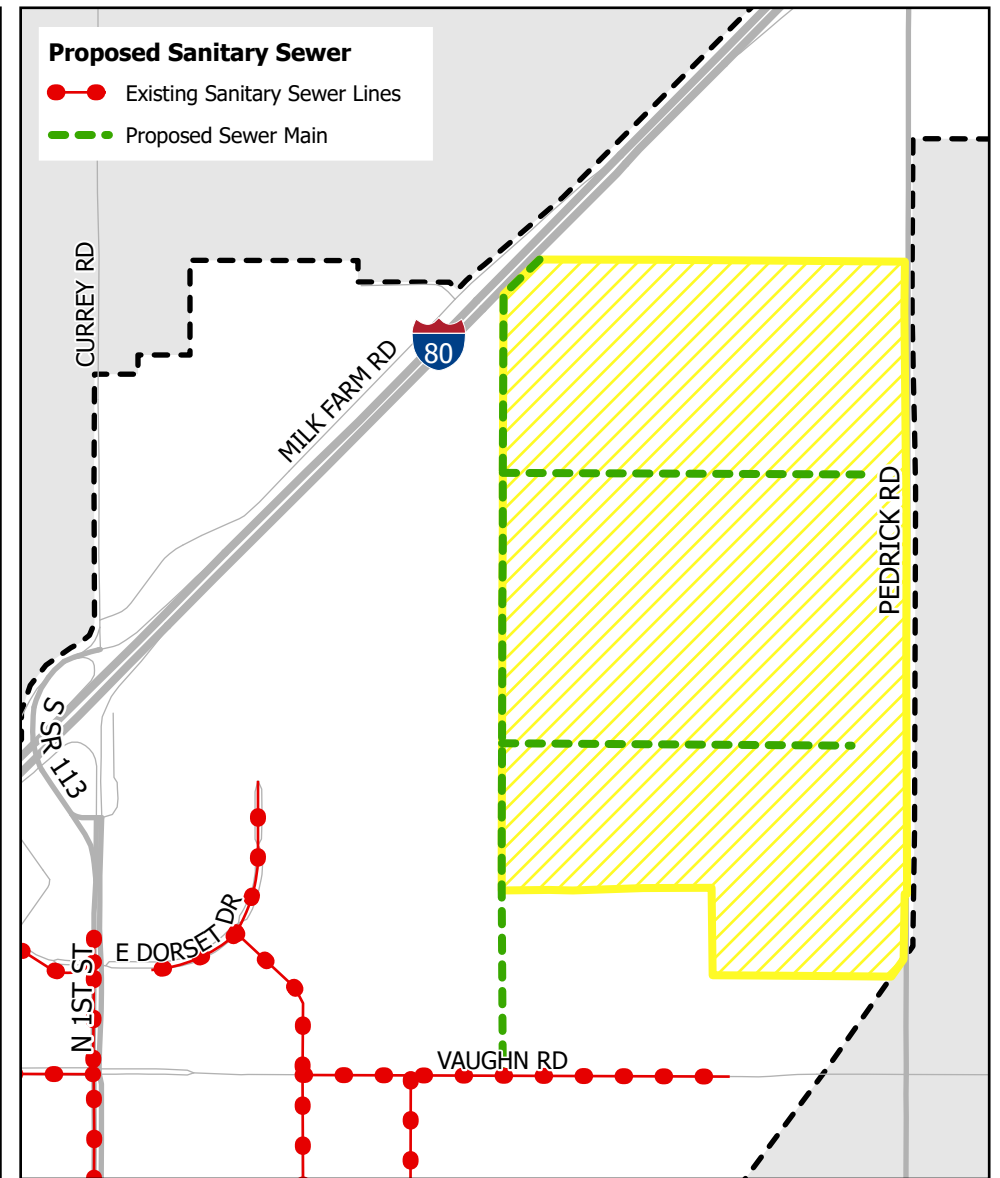 Proposed Sanitary Sewer
Existing Sanitary Sewer Lines
Proposed Sewer Main
CURREY RD
80
MILK FARM RD
PEDRICK RD
SR S S
113
E DORSET DR
N 1ST ST
VAUGHN RD